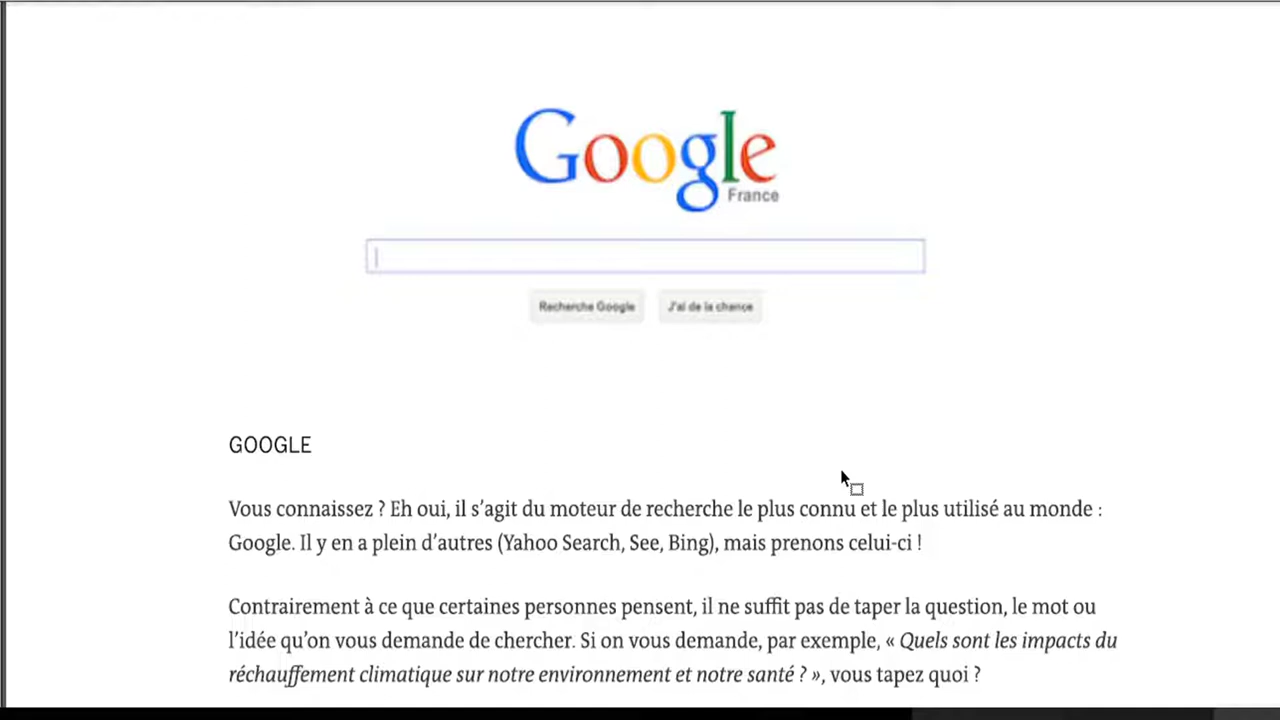 Google
France
Recherche Google J'ai de la chance
GOOGLE
Vous connaissez ? Eh oui, il s’agit du moteur de recherche le plus connu et le plus utilisé au monde :
Google. Il y en a plein d’autres (Yahoo Search, See, Bing), mais prenons celui-ci !
Contrairement à ce que certaines personnes pensent, il ne suffit pas de taper la question, le mot ou
l’idée qu’on vous demande de chercher. Si on vous demande, par exemple, « Quels sont les impacts du
réchauffement climatique sur notre environnement et notre santé ? », vous tapez quoi ?